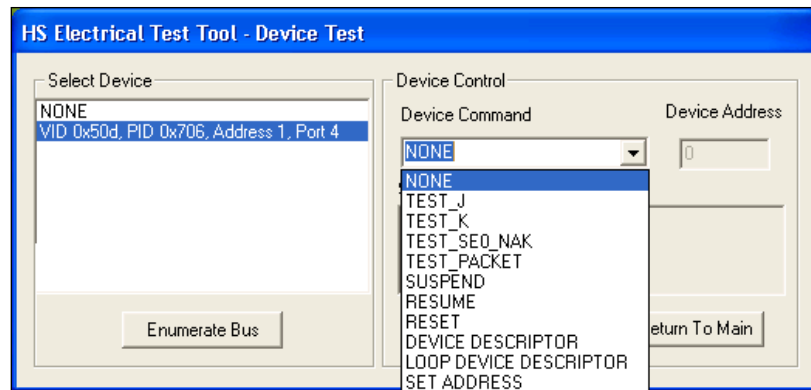 HS Electrical Test Tool - Device Test
Select Device
NONE
VID 0x50d, PID 0x706, Address 1, Port 4
Enumerate Bus
Device Control
Device Command
Device Address
NONE
0
NONE
TEST_J
TEST_K
TEST_SE0_NAK
TEST_PACKET
SUSPEND
RESUME
RESET
DEVICE DESCRIPTOR
LOOP DEVICE DESCRIPTOR
SET ADDRESS
eturn To Main